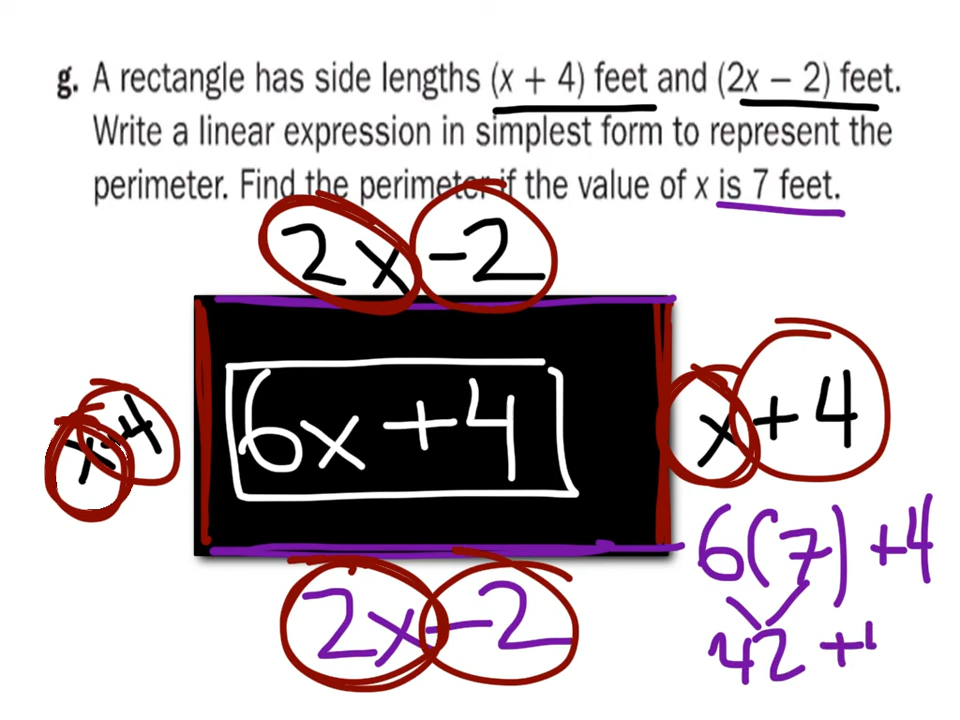 g. A rectangle has side lengths (x + 4) feet and (2x − 2) feet.
Write a linear expression in simplest form to represent the
perimeter. Find the perimeter if the value of x is 7 feet.
2x -2
x+4
6x +4
x +4
6(7) +4
2x -2
42 +